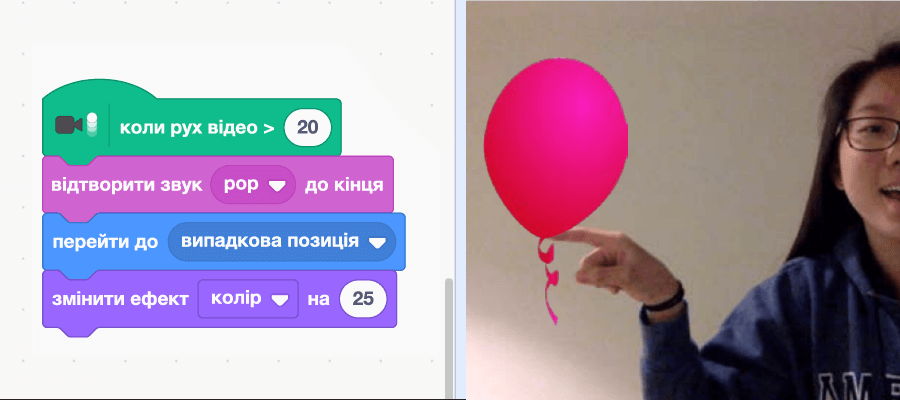 коли рух відео > 20
відтворити звук pop до кінця
перейти до випадкова позиція
змінити ефект колір на 25